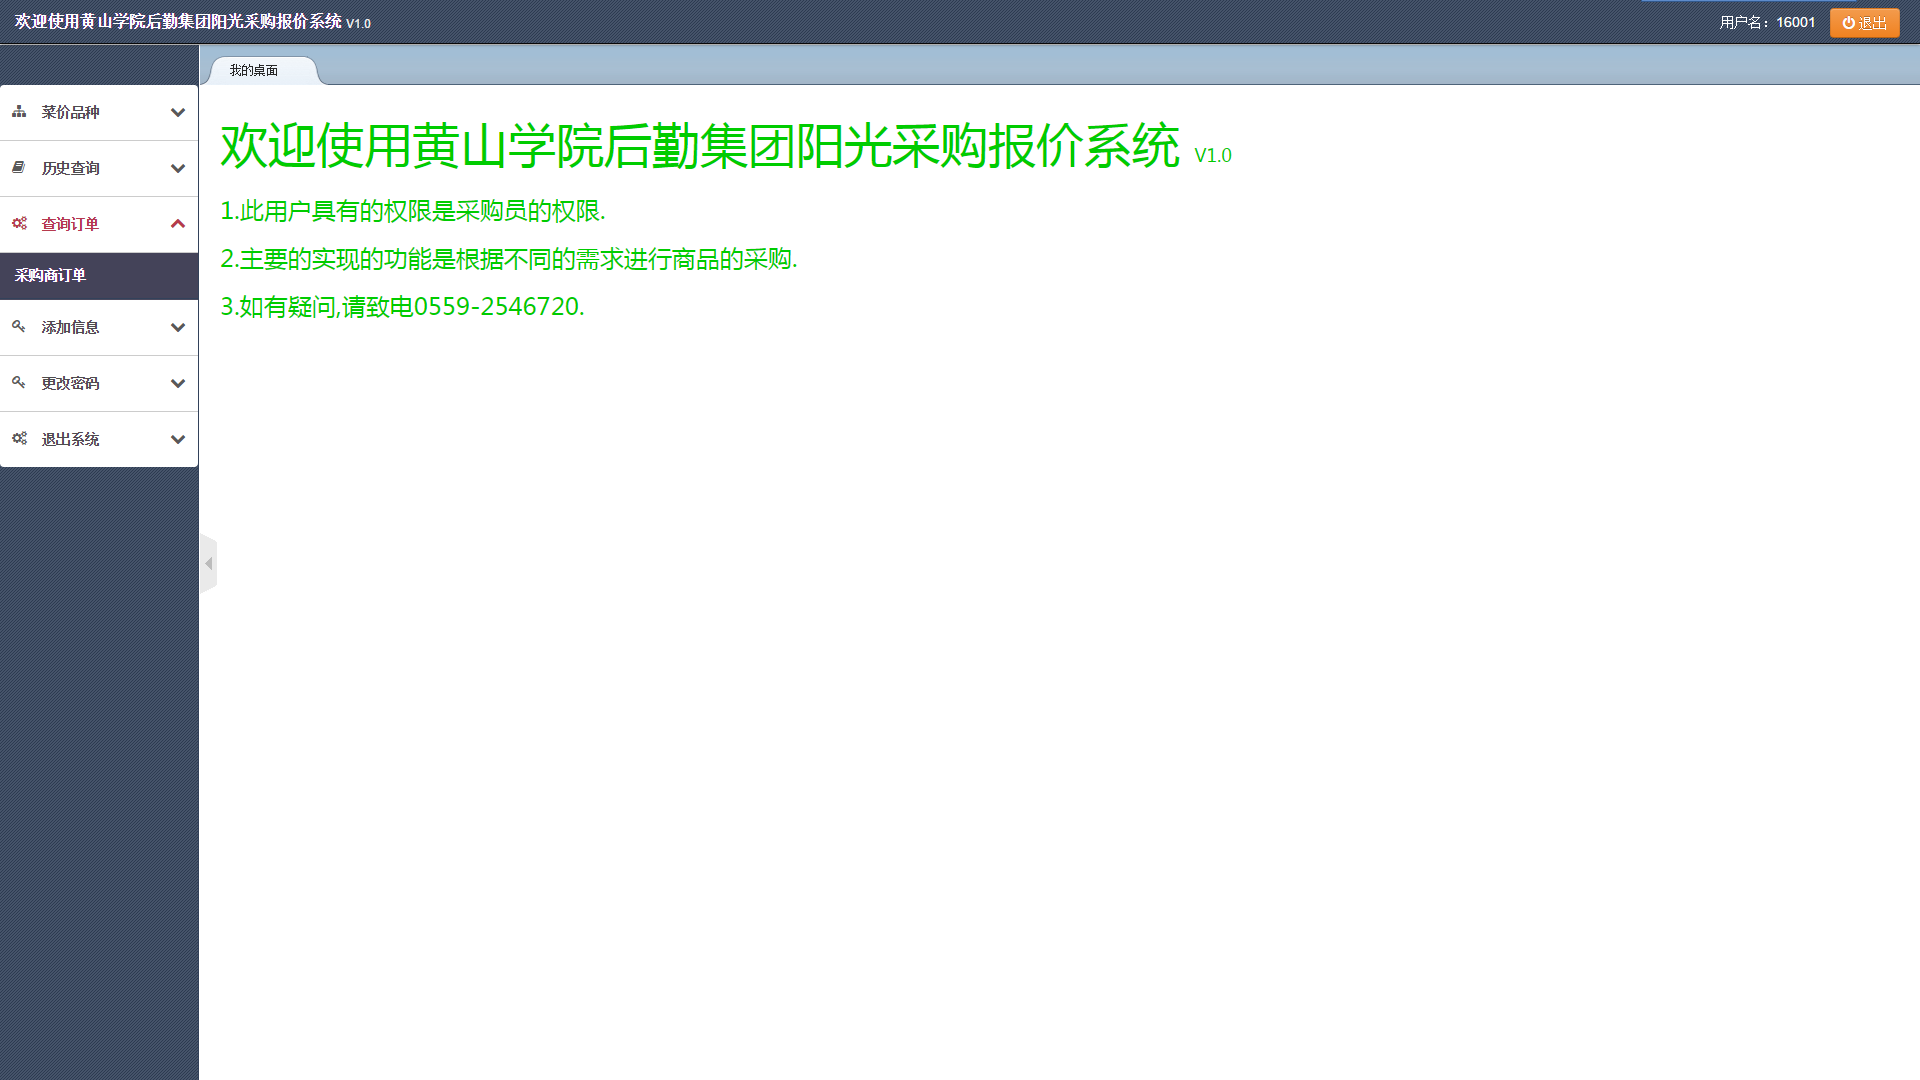 欢迎使用黄山学院后勤集团阳光采购报价系统 V1.0
用户名：16001
退出
我的桌面
菜价品种
历史查询
查询订单
采购商订单
添加信息
更改密码
退出系统
欢迎使用黄山学院后勤集团阳光采购报价系统 V1.0
1.此用户具有的权限是采购员的权限.
2.主要的实现的功能是根据不同的需求进行商品的采购.
3.如有疑问,请致电0559-2546720.